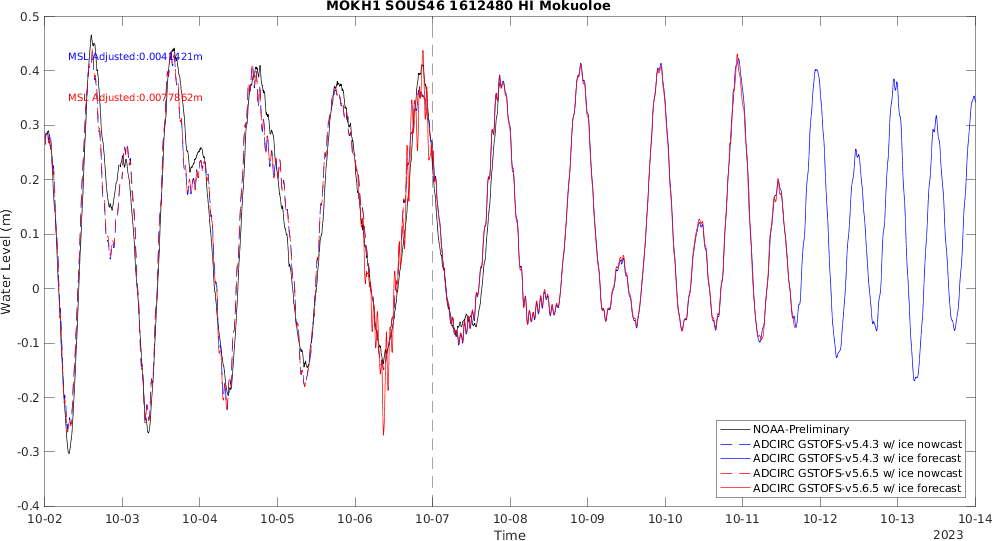 MOKH1 SOUS46 1612480 HI Mokuoloe
0.5
0.4
0.3
0.2
0.1
0
-0.1
-0.2
-0.3
-0.4
Water Level (m)
MSL Adjusted:0.0041421m
MSL Adjusted:0.0077862m
NOAA-Preliminary
ADCIRC GSTOFS-v5.4.3 w/ ice nowcast
ADCIRC GSTOFS-v5.4.3 w/ ice forecast
ADCIRC GSTOFS-v5.6.5 w/ ice nowcast
ADCIRC GSTOFS-v5.6.5 w/ ice forecast
10-02 10-03 10-04 10-05 10-06 10-07 10-08 10-09 10-10 10-11 10-12 10-13 10-14
Time
2023